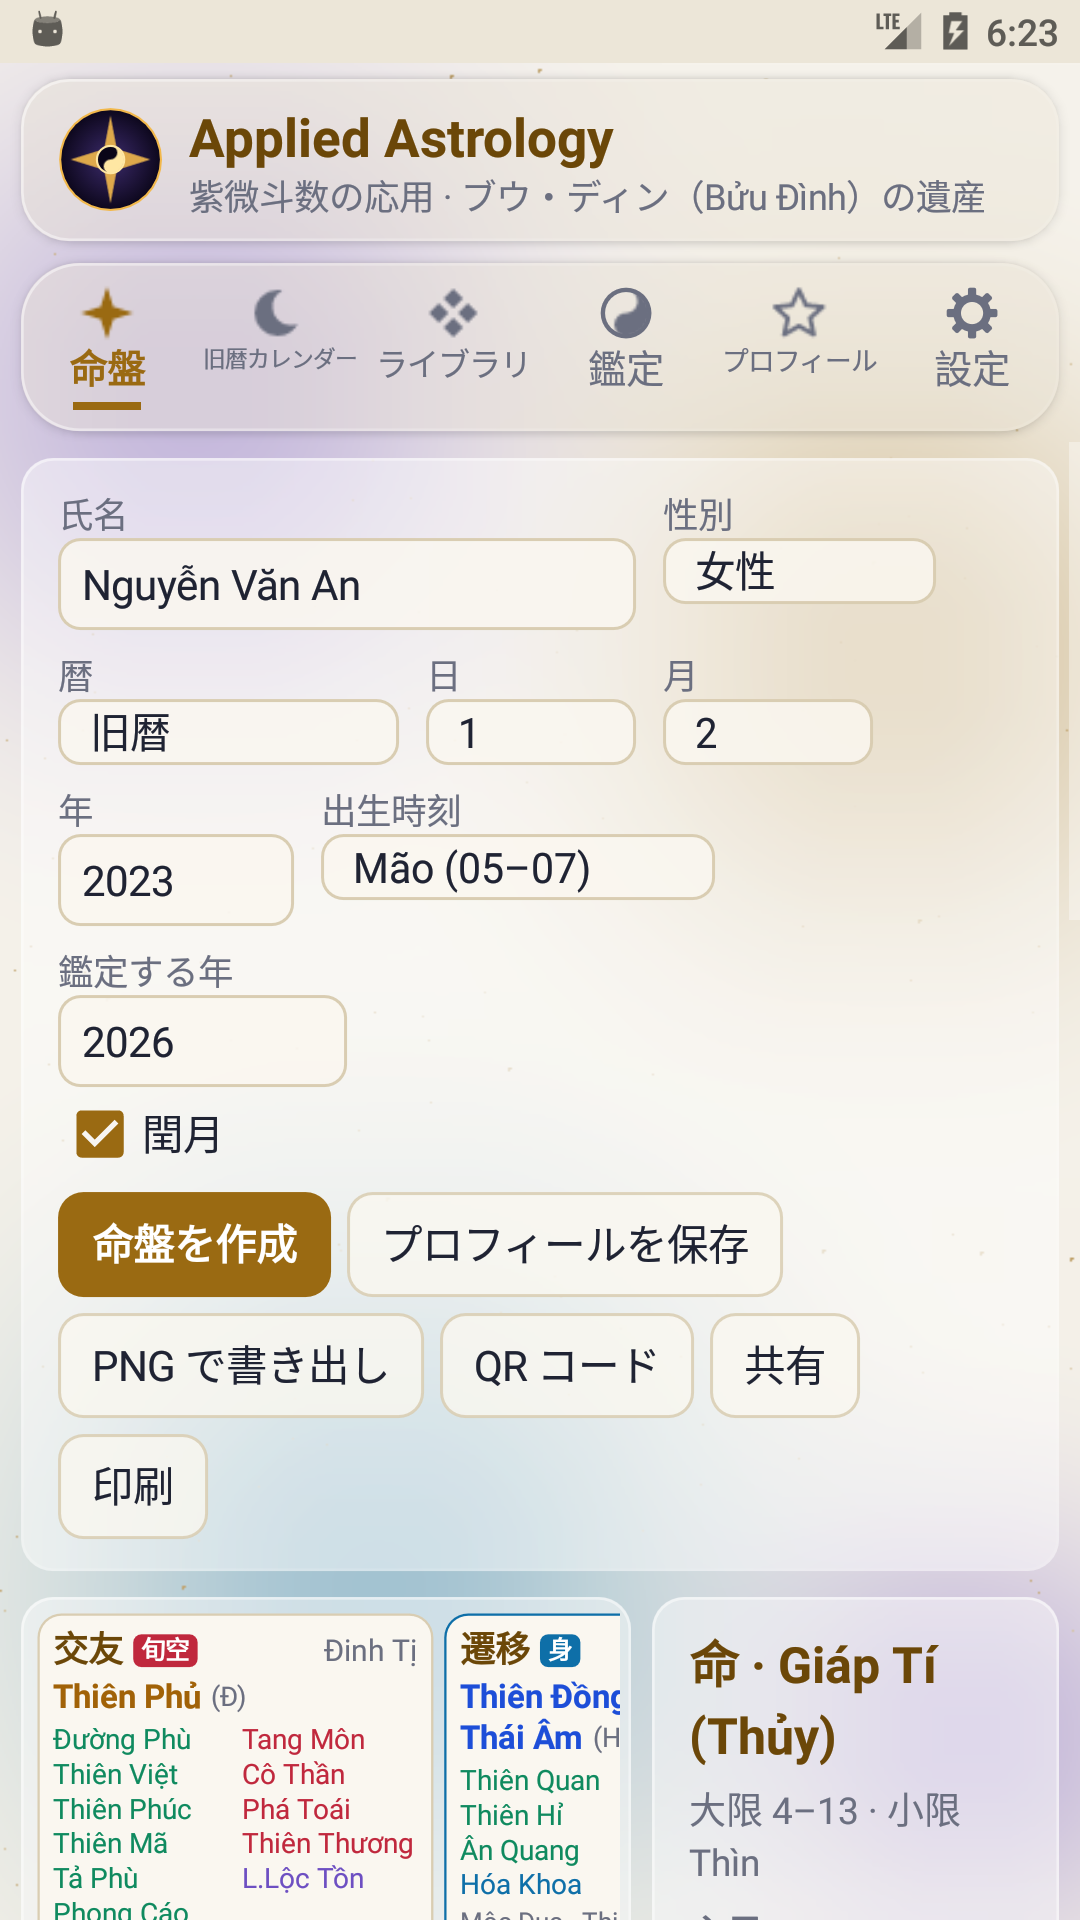 LTE 6:23
Applied Astrology
紫微斗数の応用 · ブウ・ディン（Bửu Đình）の遺産
命盤 旧暦カレンダー ライブラリ 鑑定 プロフィール 設定
氏名 性別
Nguyễn Văn An 女性
暦 日 月
旧暦 1 2
年 出生時刻
2023 Mão (05–07)
鑑定する年
2026
閏月
命盤を作成 プロフィールを保存
PNG で書き出し QR コード 共有
印刷
交友 旬空 Đinh Tị
Thiên Phủ (Đ)
Đường Phù Tang Môn
Thiên Việt Cô Thần
Thiên Phúc Phá Toái
Thiên Mã Thiên Thương
Tả Phù L.Lộc Tồn
Phong Cáo
遷移 身
Thiên Đồng
Thái Âm (H
Thiên Quan
Thiên Hỉ
Ân Quang
Hóa Khoa
命 · Giáp Tí
(Thủy)
大限 4–13 · 小限
Thìn